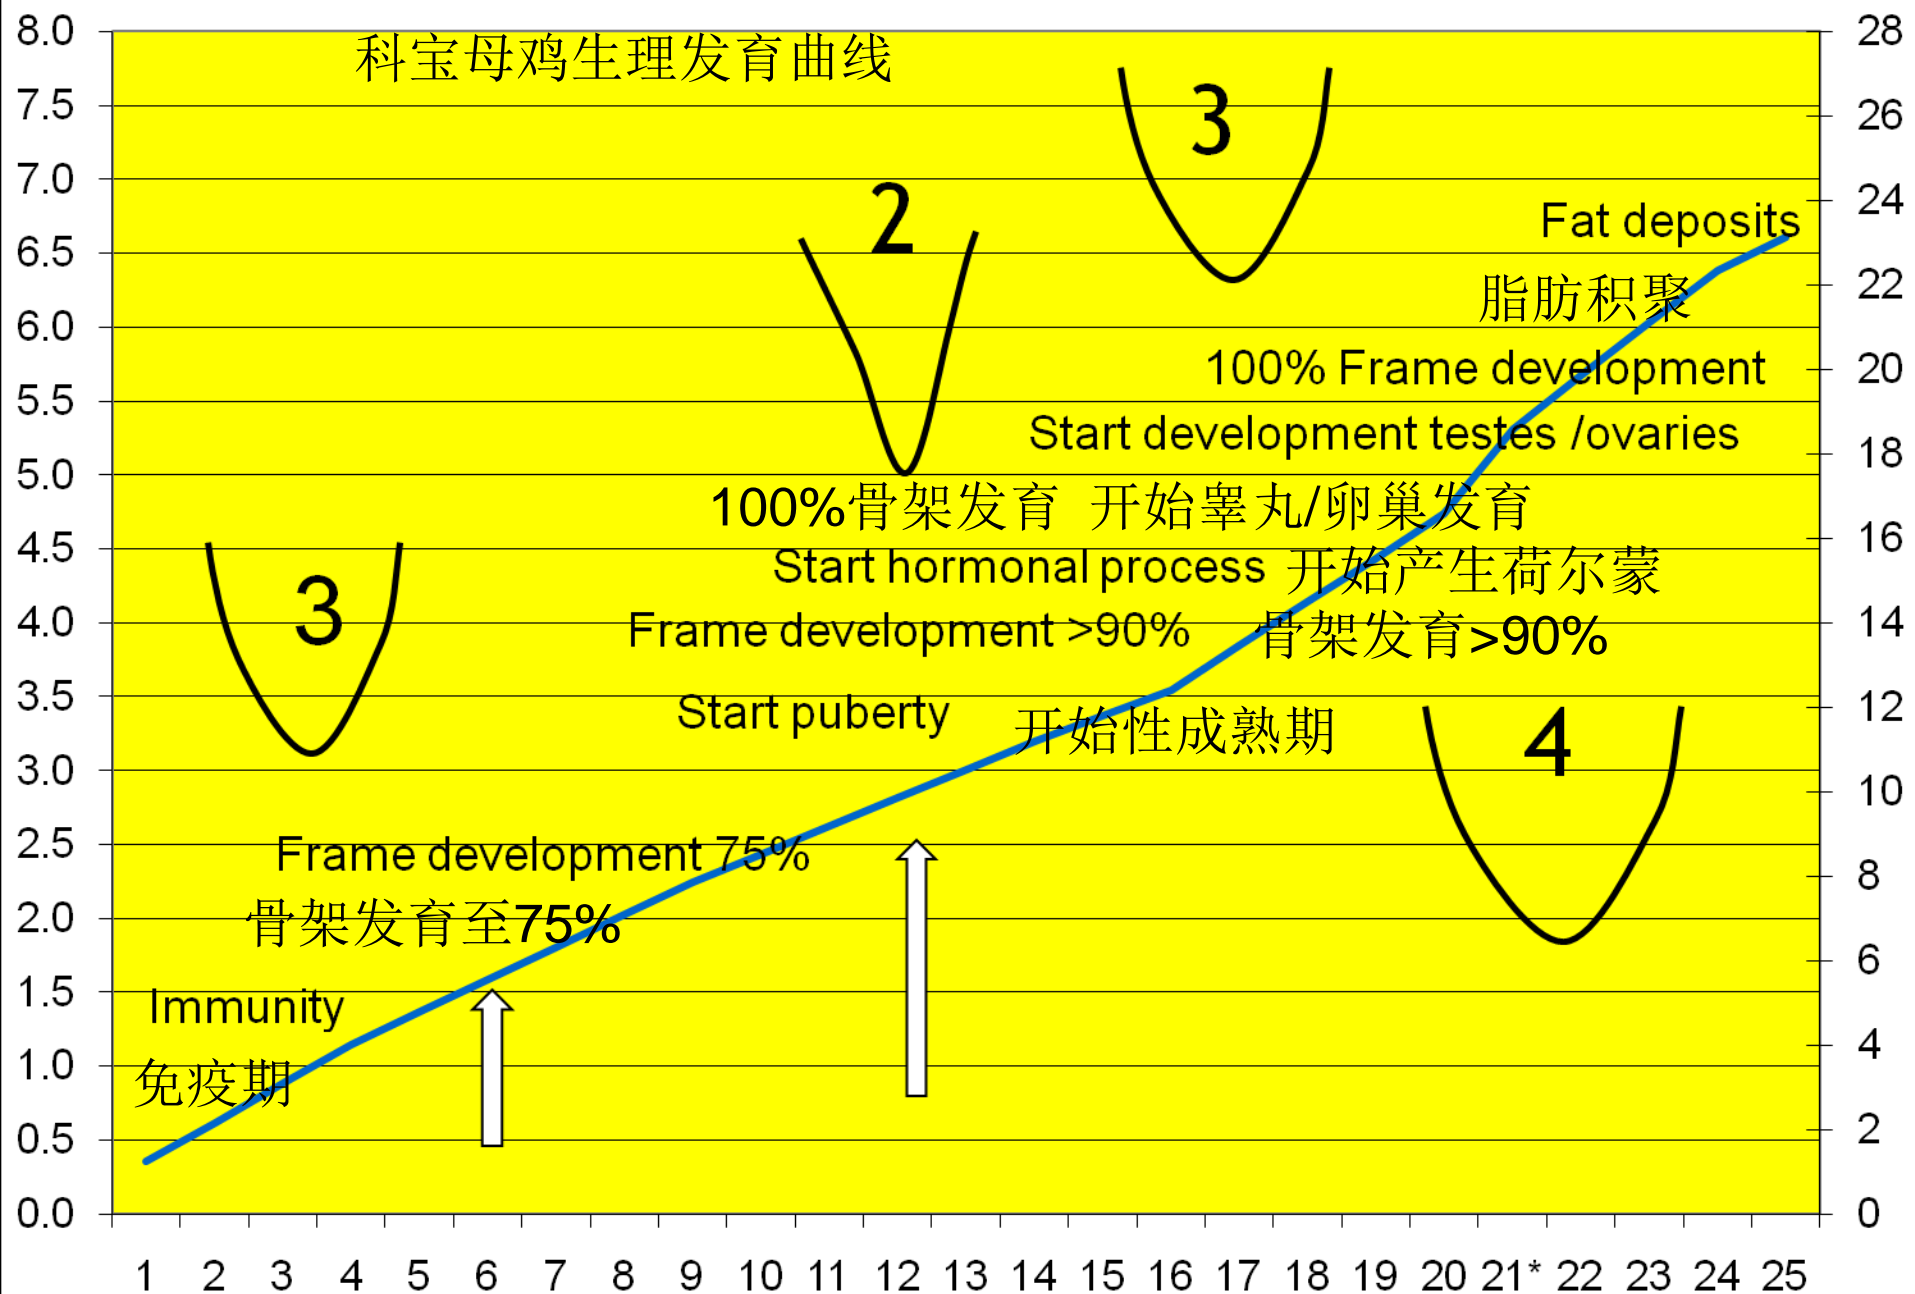 科宝母鸡生理发育曲线
3
2
Fat deposits
脂肪积聚
100% Frame development
Start development testes /ovaries
100%骨架发育 开始睾丸/卵巢发育
Start hormonal process 开始产生荷尔蒙
3
Frame development >90% 骨架发育>90%
Start puberty 开始性成熟期
4
Frame development 75%
骨架发育至75%
Immunity
免疫期
8.0
7.5
7.0
6.5
6.0
5.5
5.0
4.5
4.0
3.5
3.0
2.5
2.0
1.5
1.0
0.5
0.0
28
26
24
22
20
18
16
14
12
10
8
6
4
2
0
1 2 3 4 5 6 7 8 9 10 11 12 13 14 15 16 17 18 19 20 21* 22 23 24 25